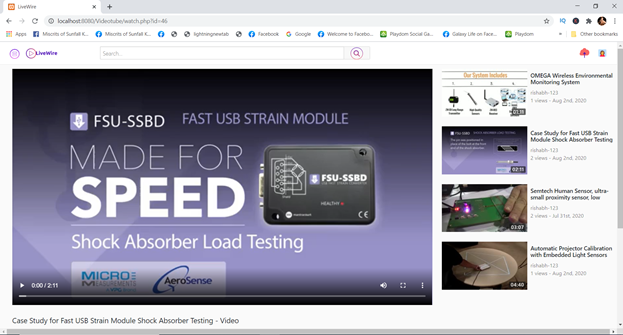 LiveWire
localhost:8080/Videotube/watch.php?id=46
Apps
Miscrits of Sunfall K...
Miscrits of Sunfall K...
lightningnewtab
Facebook
Google
Welcome to Facebo...
Playdom Social Ga...
Galaxy Life on Face...
Playdom
»
Other bookmarks
LiveWire
Search...
FSU-SSBD FAST USB STRAIN MODULE
MADE FOR
SPEED
Shock Absorber Load Testing
FSU-SSBD
HEALTHY
CE
MICRO
MEASUREMENTS
AeroSense
0:00 / 2:11
Case Study for Fast USB Strain Module Shock Absorber Testing - Video
Our System Includes
01:11
OMEGA Wireless Environmental
Monitoring System
rishabh-123
1 views - Aug 2nd, 2020
02:11
Case Study for Fast USB Strain
Module Shock Absorber Testing
rishabh-123
2 views - Aug 2nd, 2020
03:07
Semtech Human Sensor, ultra-
small proximity sensor, low
rishabh-123
2 views - Jul 31st, 2020
04:40
Automatic Projector Calibration
with Embedded Light Sensors
rishabh-123
1 views - Aug 2nd, 2020